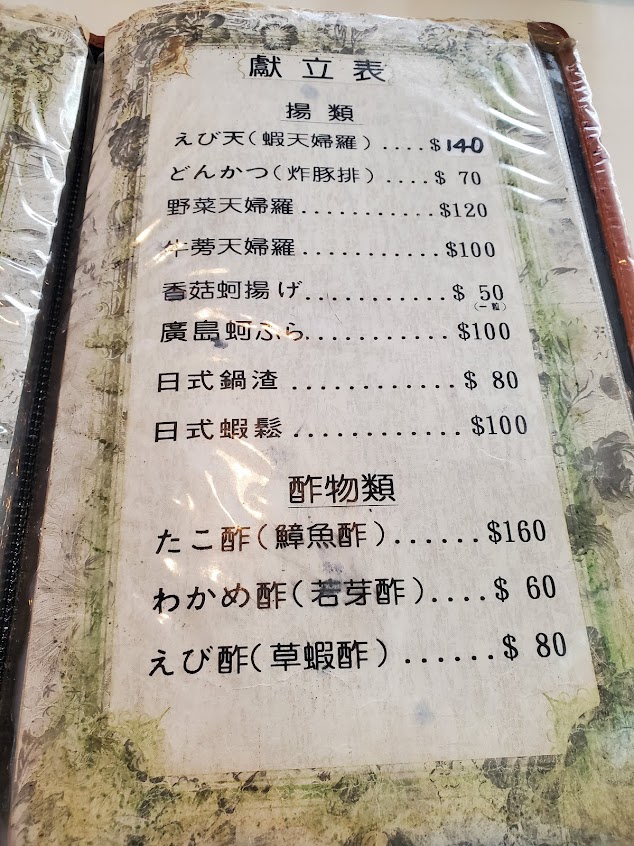 獻立表
揚類
えび天(蝦天婦羅) ....$140
どんかつ(炸豚排) ....$ 70
野菜天婦羅............$120
牛蒡天婦羅............$100
香菇蚵揚げ............$ 50
(一粒)
廣島蚵ふら............$100
日式鍋渣 ............$ 80
日式蝦鬆 ............$100
酢物類
たこ酢(鱆魚酢)......$160
わかめ酢(若芽酢)....$ 60
えび酢(草蝦酢) ......$ 80